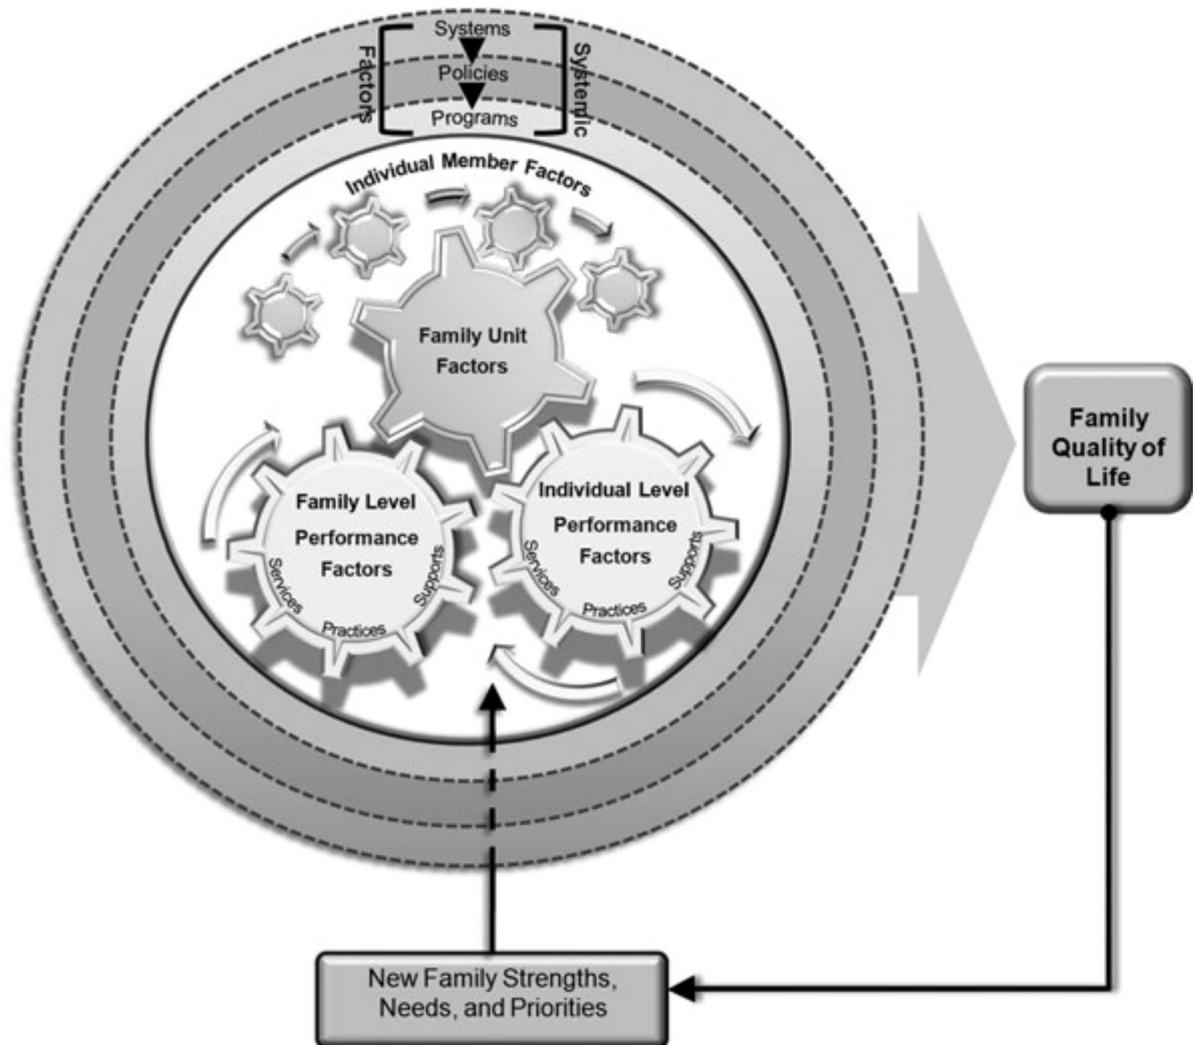 Systems
Policies
Programs
Factors
Systemic
Individual Member Factors
Family Unit
Factors
Family Level
Performance
Factors
Services
Practices
Supports
Individual Level
Performance
Factors
Services
Practices
Supports
Family
Quality of
Life
New Family Strengths,
Needs, and Priorities